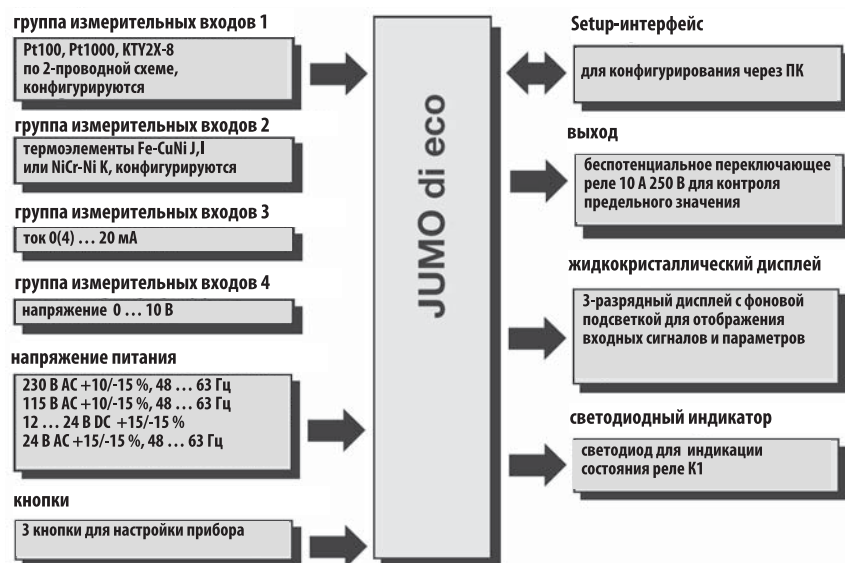 группа измерительных входов 1
Pt100, Pt1000, KTY2X-8
по 2-проводной схеме,
конфигурируются
группа измерительных входов 2
термоэлементы Fe-CuNi J,l
или NiCr-Ni K, конфигурируются
группа измерительных входов 3
ток 0(4) … 20 мА
группа измерительных входов 4
напряжение 0 … 10 В
напряжение питания
230 В AC +10/-15 %, 48 … 63 Гц
115 В AC +10/-15 %, 48 … 63 Гц
12 … 24 В DC +15/-15 %
24 В AC +15/-15 %, 48 … 63 Гц
кнопки
3 кнопки для настройки прибора
JUMO di eco
Setup-интерфейс
для конфигурирования через ПК
выход
беспотенциальное переключающее
реле 10 А 250 В для контроля
предельного значения
жидкокристаллический дисплей
3-разрядный дисплей с фоновой
подсветкой для отображения
входных сигналов и параметров
светодиодный индикатор
светодиод для индикации
состояния реле К1